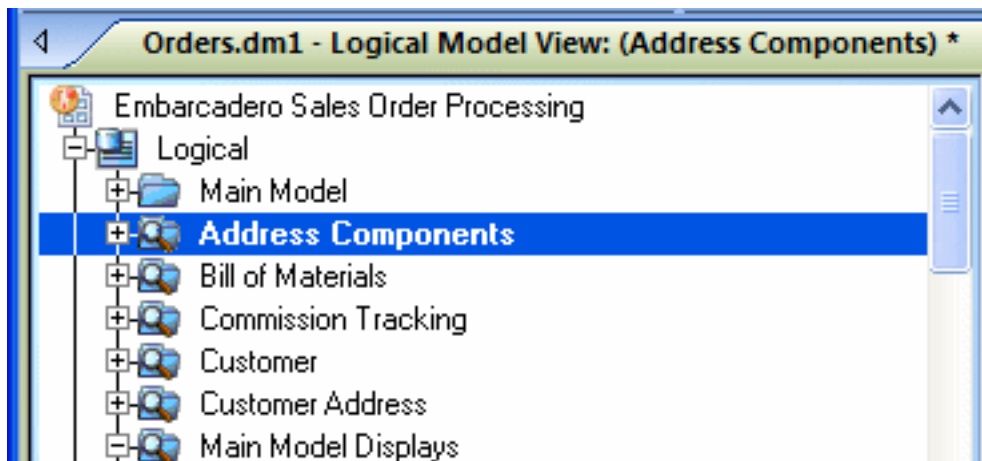 Orders.dm1 - Logical Model View: (Address Components) *
Embarcadero Sales Order Processing
Logical
Main Model
Address Components
Bill of Materials
Commission Tracking
Customer
Customer Address
Main Model Displays